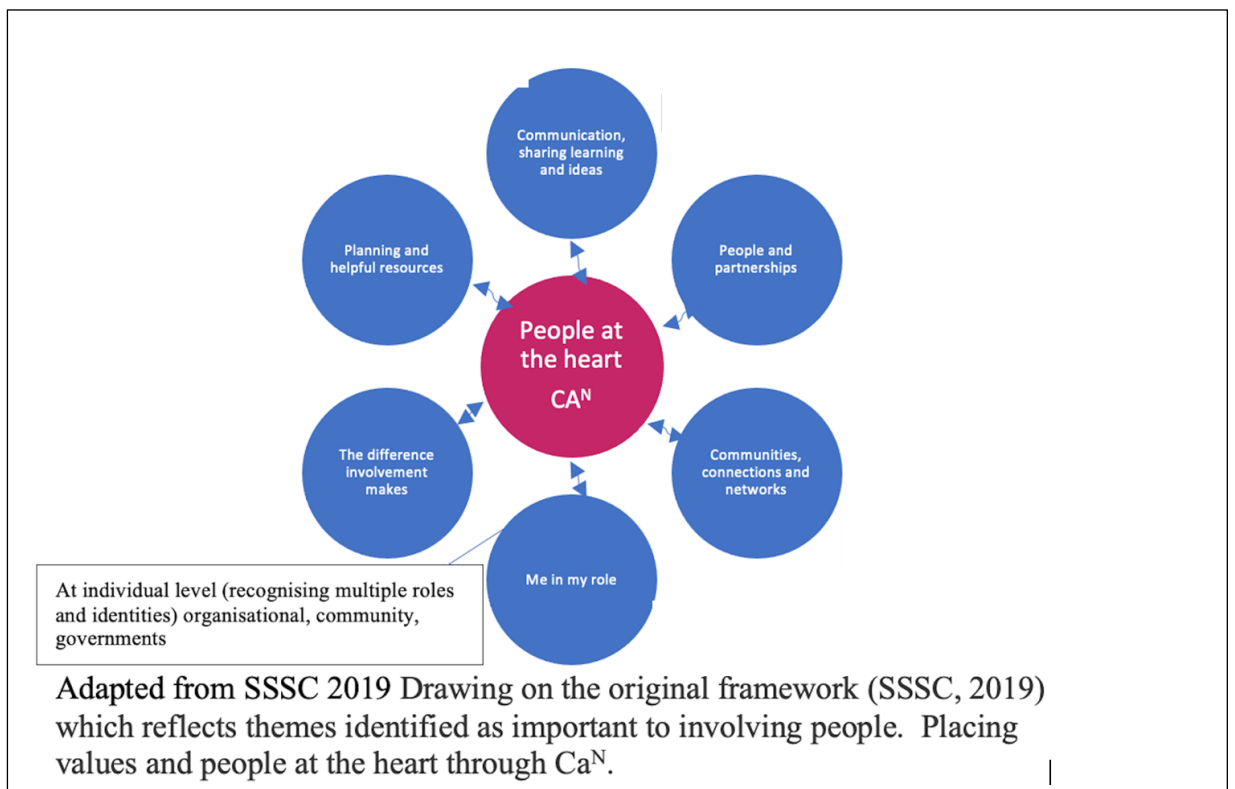 Communication,
sharing learning
and ideas
Planning and
helpful resources
People and
partnerships
People at
the heart
CAᴺ
The difference
involvement
makes
Communities,
connections and
networks
Me in my role
At individual level (recognising multiple roles
and identities) organisational, community,
governments
Adapted from SSSC 2019 Drawing on the original framework (SSSC, 2019)
which reflects themes identified as important to involving people.  Placing
values and people at the heart through Caᴺ.